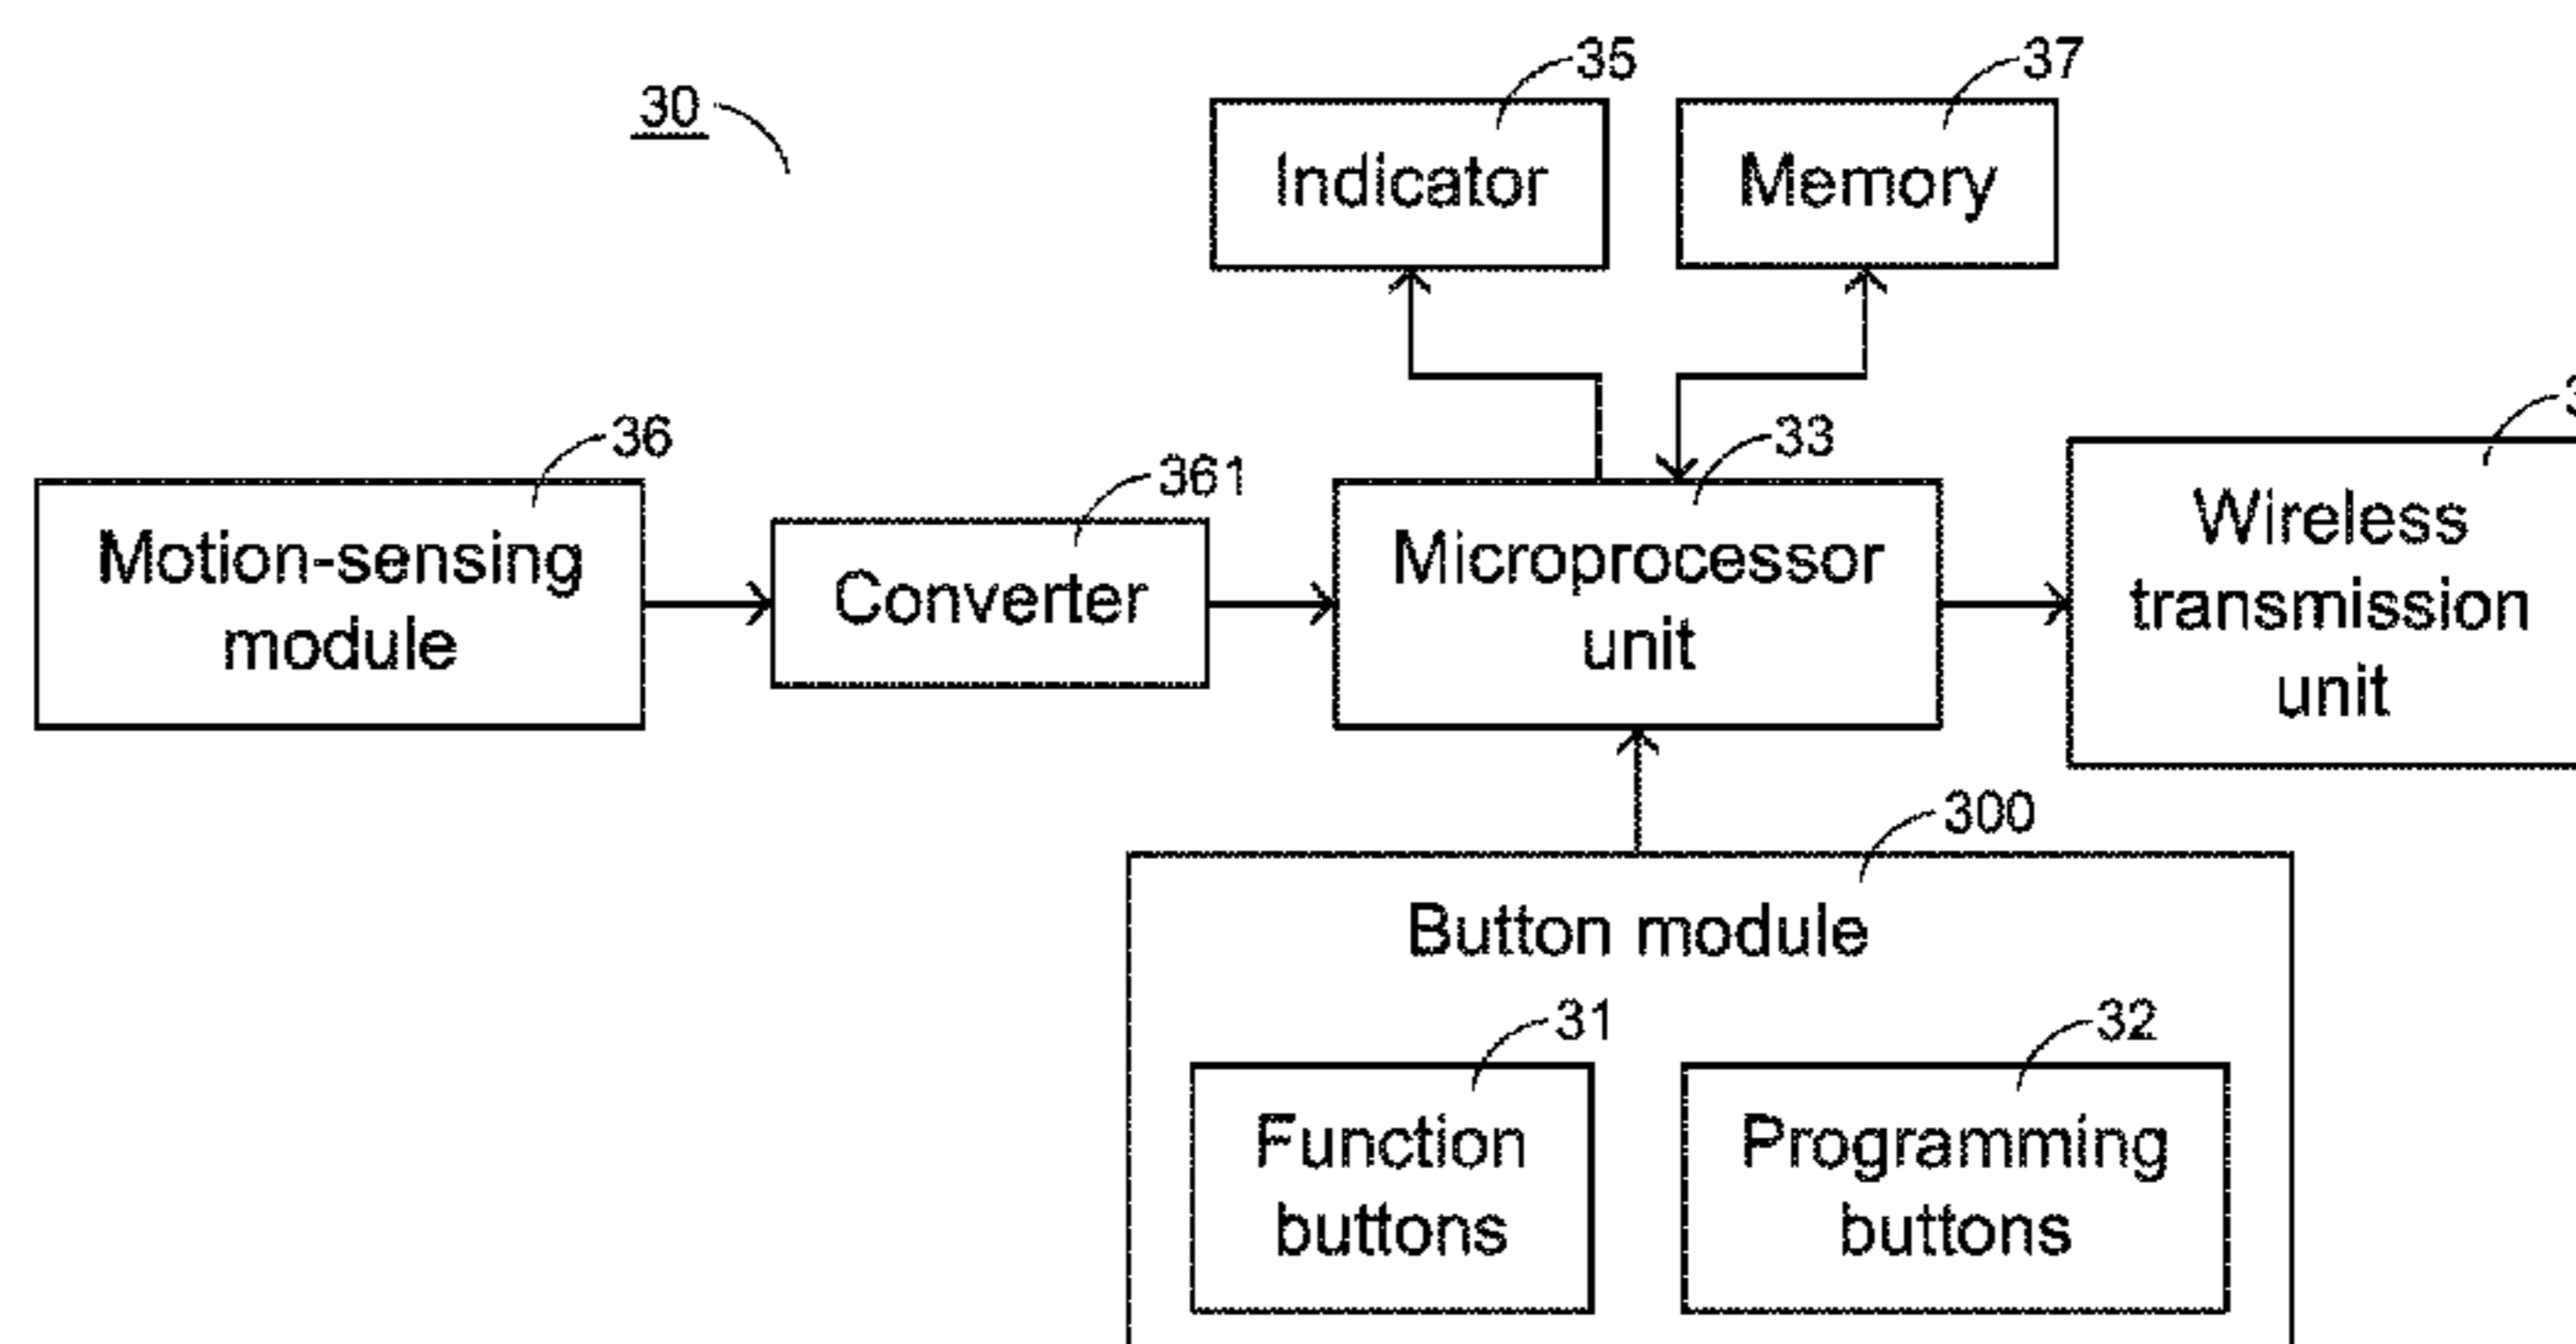 30
35
37
Indicator
Memory
36
361
33
Motion-sensing
module
Converter
Microprocessor
unit
Wireless
transmission
unit
300
Button module
31
32
Function
buttons
Programming
buttons